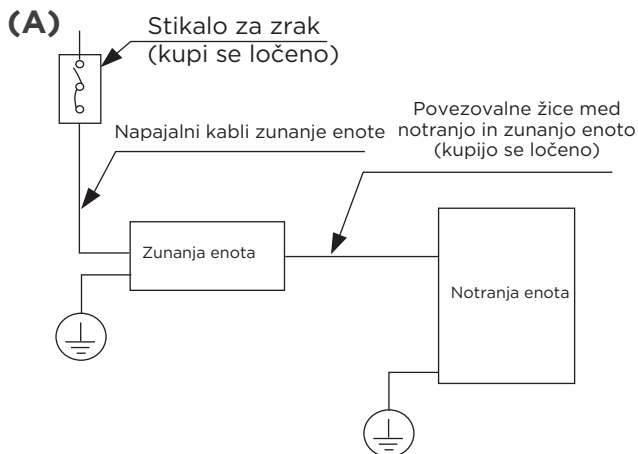 (A)
Stikalo za zrak
(kupi se ločeno)
Napajalni kabli zunanje enote
Povezovalne žice med
notranjo in zunanjo enoto
(kupijo se ločeno)
Zunanja enota
Notranja enota